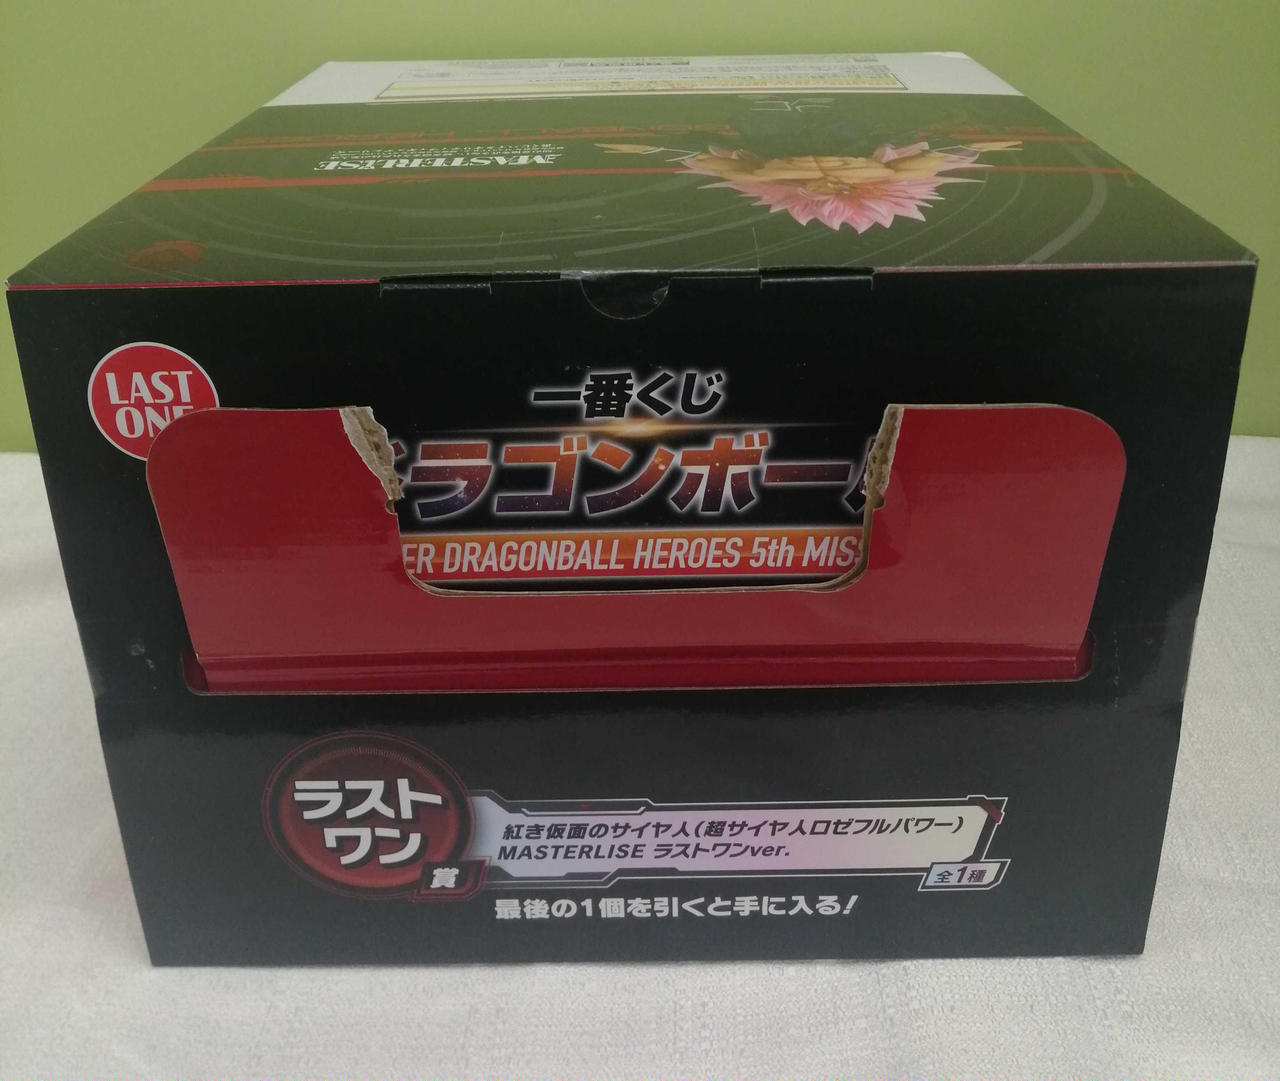 MASTERLISE
LAST
ONE
一番くじ
ドラゴンボール
ER DRAGONBALL HEROES 5th MISS
ラスト
ワン
賞
紅き仮面のサイヤ人(超サイヤ人ロゼフルパワー)
MASTERLISE ラストワンver.
全1種
最後の1個を引くと手に入る!